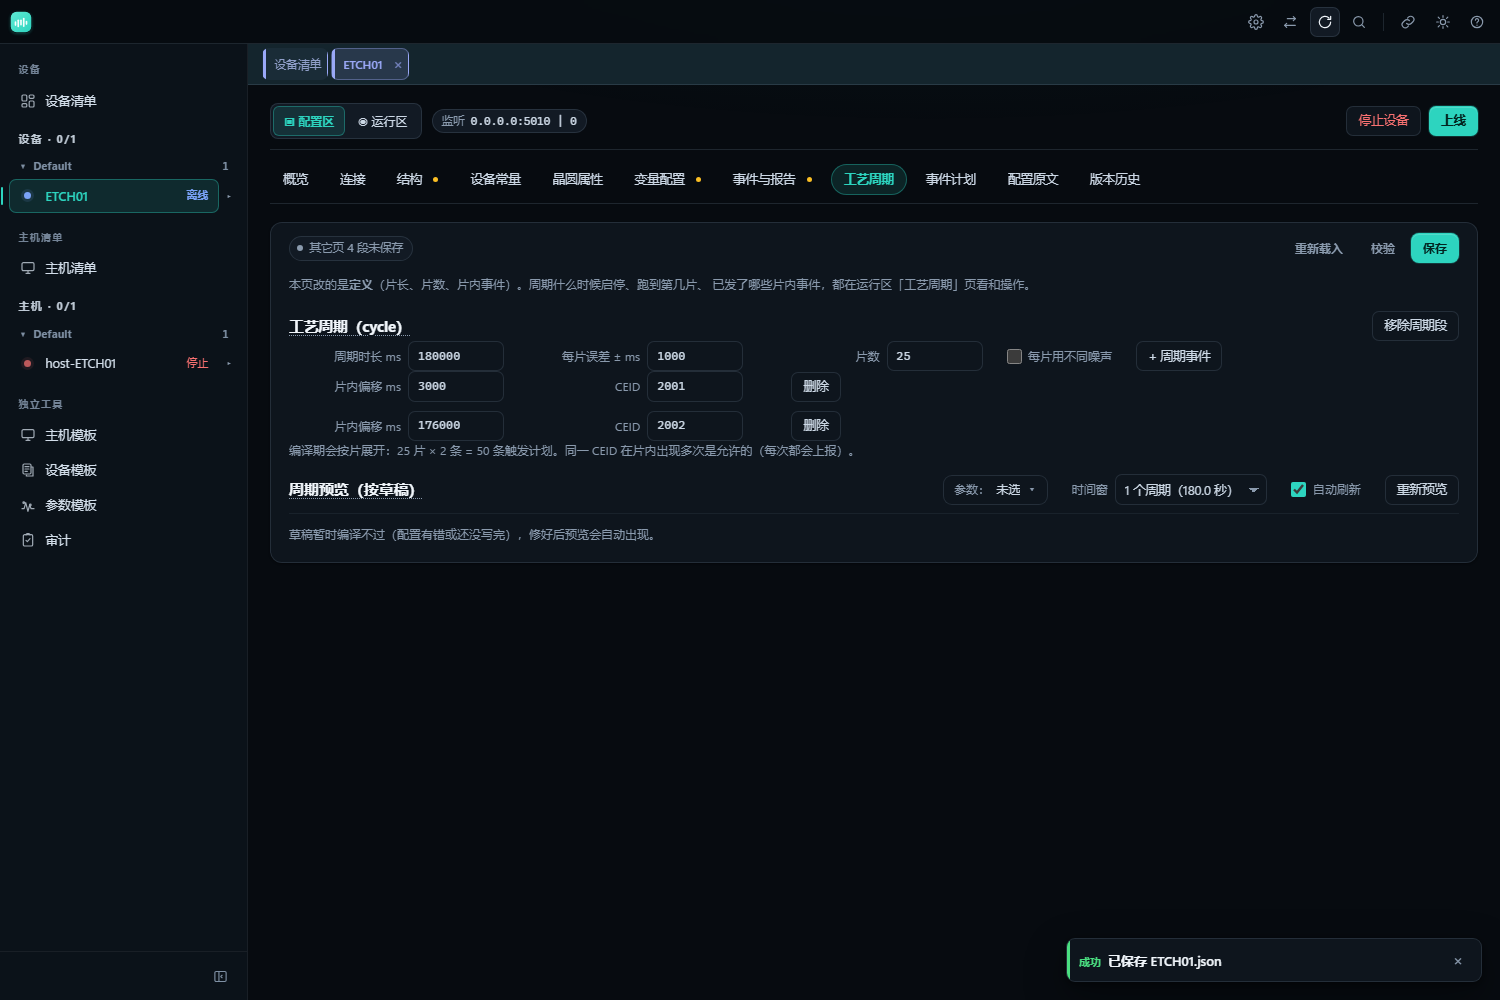 设备清单
ETCH01 ×
设备
设备清单
设备 · 0/1
Default 1
ETCH01 离线
主机清单
主机清单
主机 · 0/1
Default 1
host-ETCH01 停止
独立工具
主机模板
设备模板
参数模板
审计
配置区 运行区 监听 0.0.0.0:5010 | 0 停止设备 上线
概览 连接 结构 设备常量 晶圆属性 变量配置 事件与报告 工艺周期 事件计划 配置原文 版本历史
其它页 4 段未保存 重新载入 校验 保存
本页改的是定义（片长、片数、片内事件）。周期什么时候启停、跑到第几片、 已发了哪些片内事件，都在运行区「工艺周期」页看和操作。
工艺周期（cycle） 移除周期段
周期时长 ms 180000 每片误差 ± ms 1000 片数 25 每片用不同噪声 + 周期事件
片内偏移 ms 3000 CEID 2001 删除
片内偏移 ms 176000 CEID 2002 删除
编译期会按片展开：25 片 × 2 条 = 50 条触发计划。同一 CEID 在片内出现多次是允许的（每次都会上报）。
周期预览（按草稿） 参数： 未选 时间窗 1 个周期（180.0 秒） 自动刷新 重新预览
草稿暂时编译不过（配置有错或还没写完），修好后预览会自动出现。
成功 已保存 ETCH01.json ×